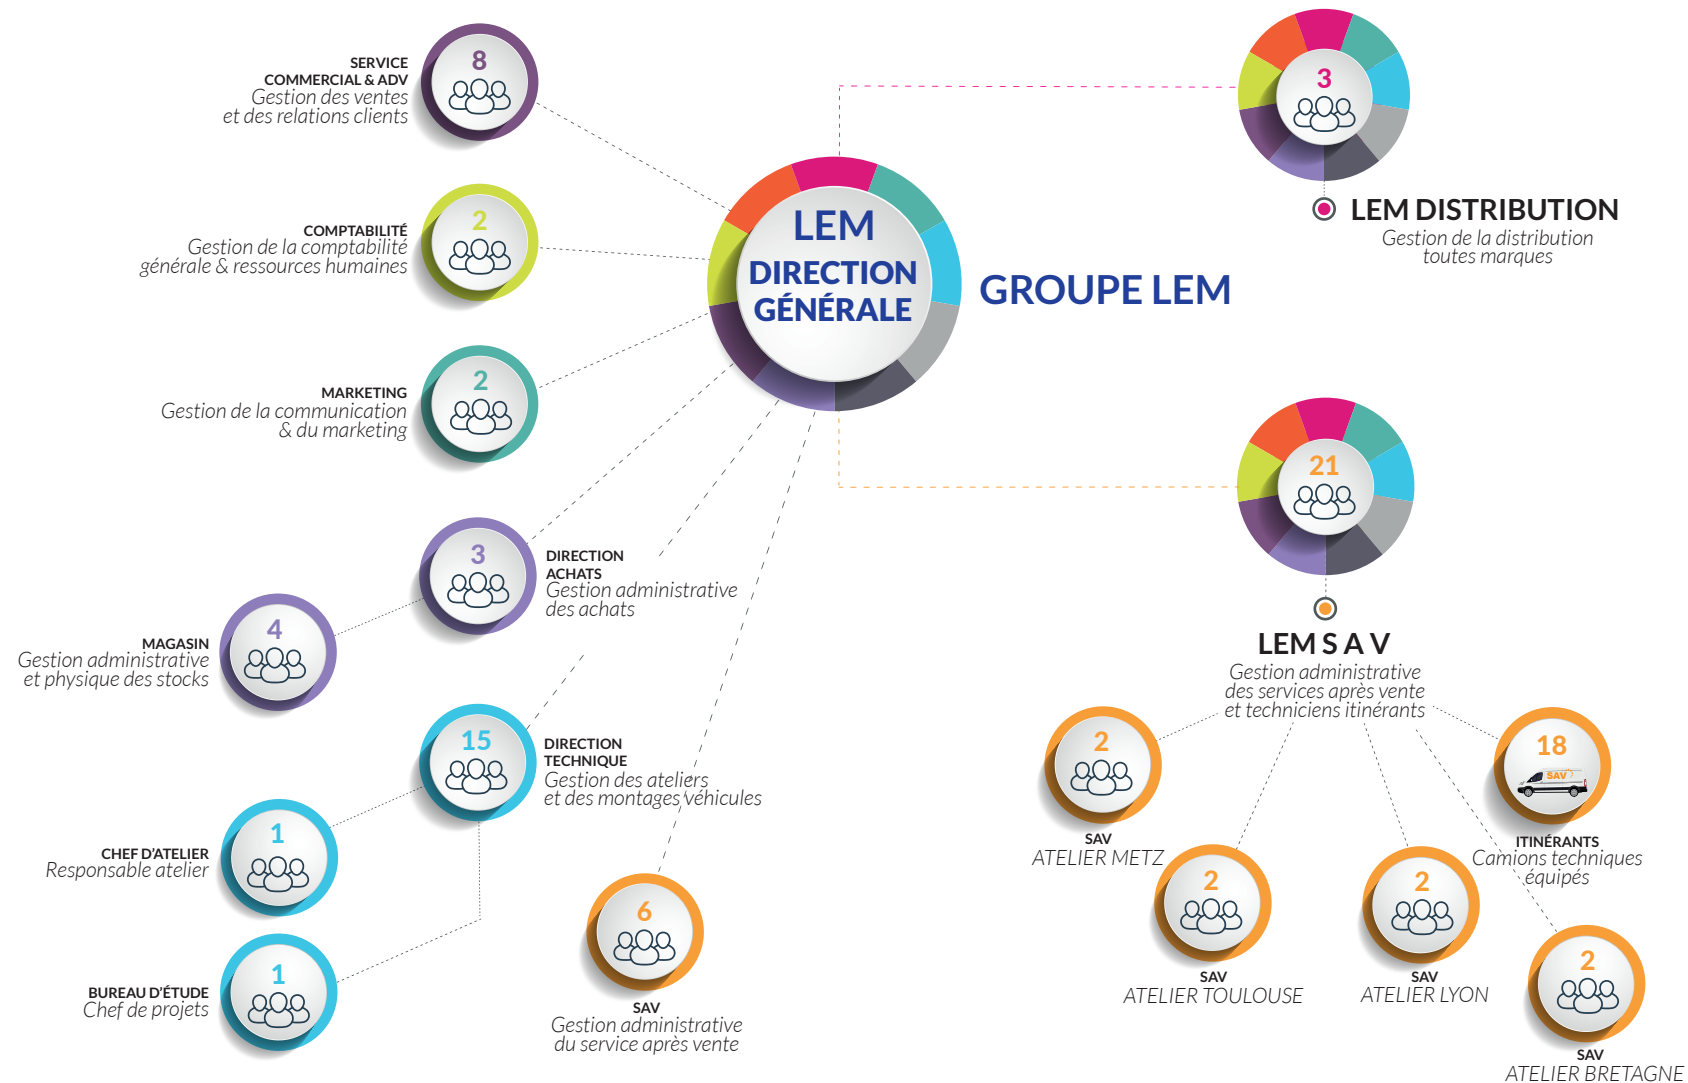 8
SERVICE
COMMERCIAL & ADV
Gestion des ventes
et des relations clients
2
COMPTABILITÉ
Gestion de la comptabilité
générale & ressources humaines
2
MARKETING
Gestion de la communication
& du marketing
LEM
DIRECTION
GÉNÉRALE
GROUPE LEM
3
LEM DISTRIBUTION
Gestion de la distribution
toutes marques
3
DIRECTION
ACHATS
Gestion administrative
des achats
4
MAGASIN
Gestion administrative
et physique des stocks
15
DIRECTION
TECHNIQUE
Gestion des ateliers
et des montages véhicules
1
CHEF D'ATELIER
Responsable atelier
1
BUREAU D'ÉTUDE
Chef de projets
6
SAV
Gestion administrative
du service après vente
21
LEM S A V
Gestion administrative
des services après vente
et techniciens itinérants
2
SAV
ATELIER METZ
2
SAV
ATELIER TOULOUSE
2
SAV
ATELIER LYON
18
SAV
ITINÉRANTS
Camions techniques
équipés
2
SAV
ATELIER BRETAGNE